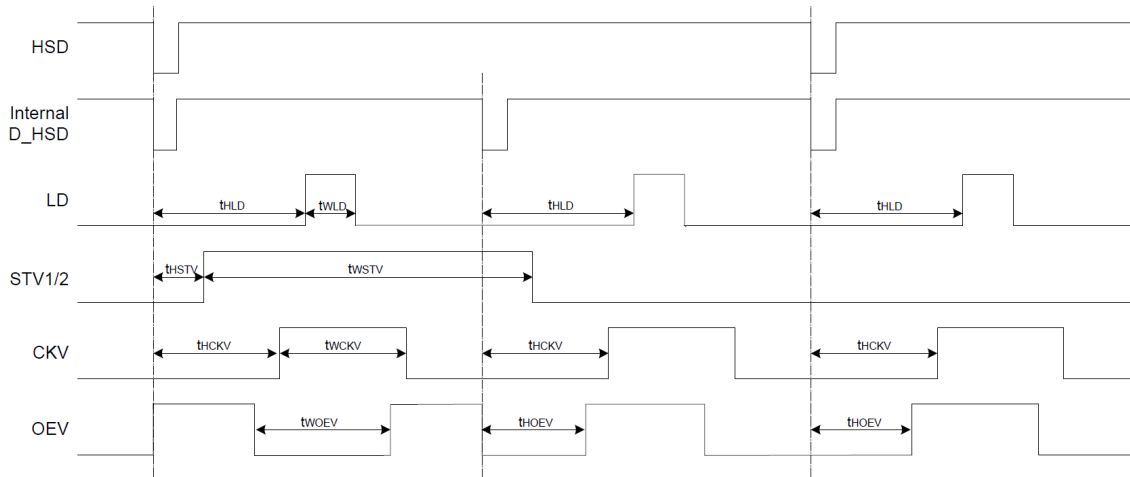 HSD
Internal
D_HSD
LD
tHLD
tWLD
tHLD
tHLD
STV1/2
tHSTV
tWSTV
CKV
tHCKV
tWCKV
tHCKV
tHCKV
OEV
tWOEV
tHOEV
tHOEV